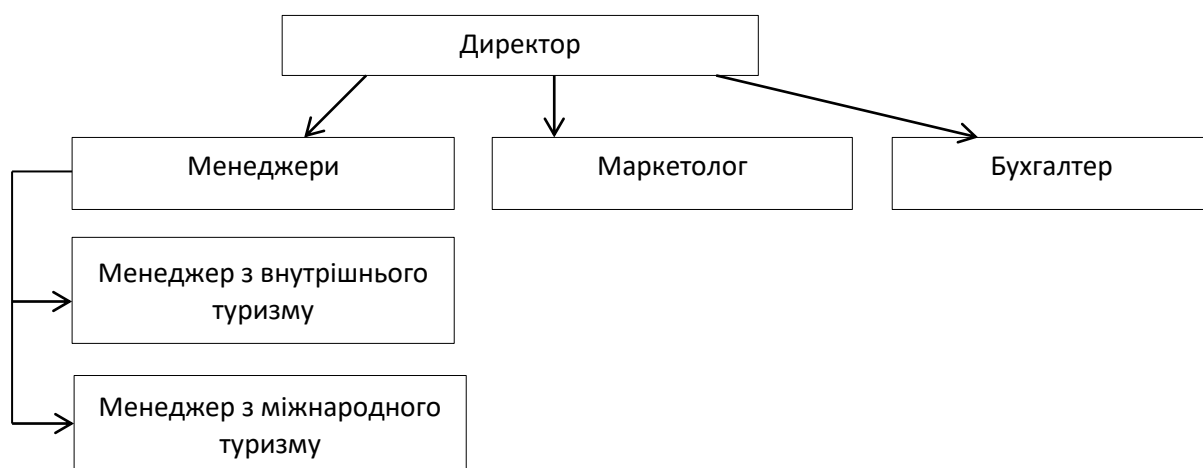 Директор
Менеджери
Маркетолог
Бухгалтер
Менеджер з внутрішнього
туризму
Менеджер з міжнародного
туризму